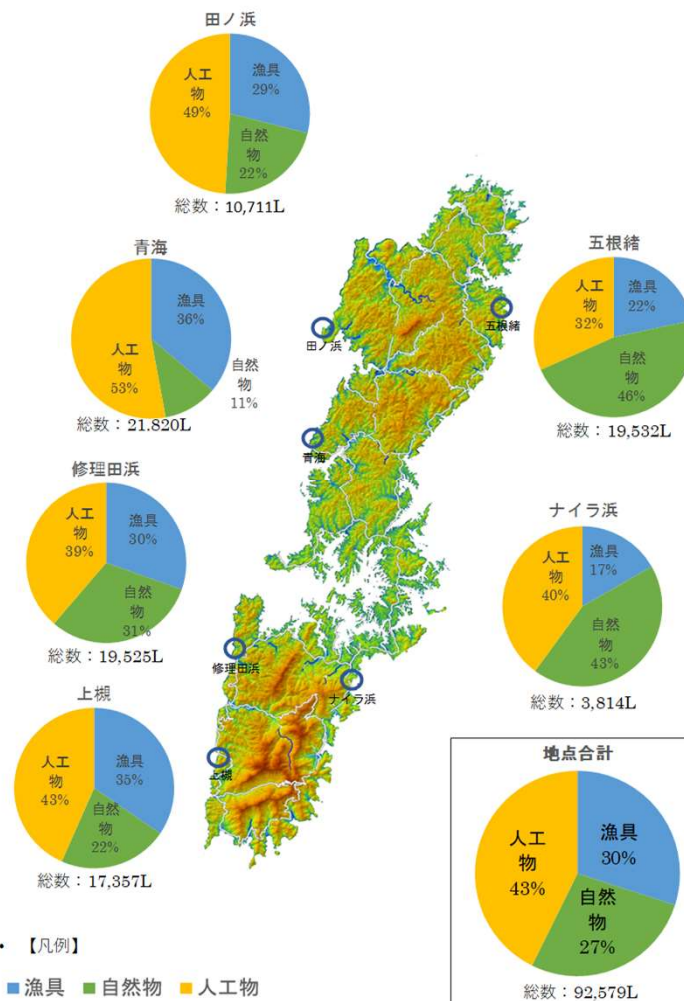 田ノ浜
人工
物
49%
漁具
29%
自然
物
22%
総数：10,711L
青海
漁具
36%
人工
物
53%
自然
物
11%
総数：21.820L
五根緒
人工
物
32%
漁具
22%
自然
物
46%
総数：19,532L
田ノ浜
五根緒
青海
修理田浜
人工
物
39%
漁具
30%
自然
物
31%
総数：19,525L
ナイラ浜
人工
物
40%
漁具
17%
自然
物
43%
総数：3,814L
修理田浜
ナイラ浜
上槻
上槻
人工
物
43%
漁具
35%
自然
物
22%
総数：17,357L
地点合計
人工
物
43%
漁具
30%
自然
物
27%
総数：92,579L
• 【凡例】
漁具 自然物 人工物